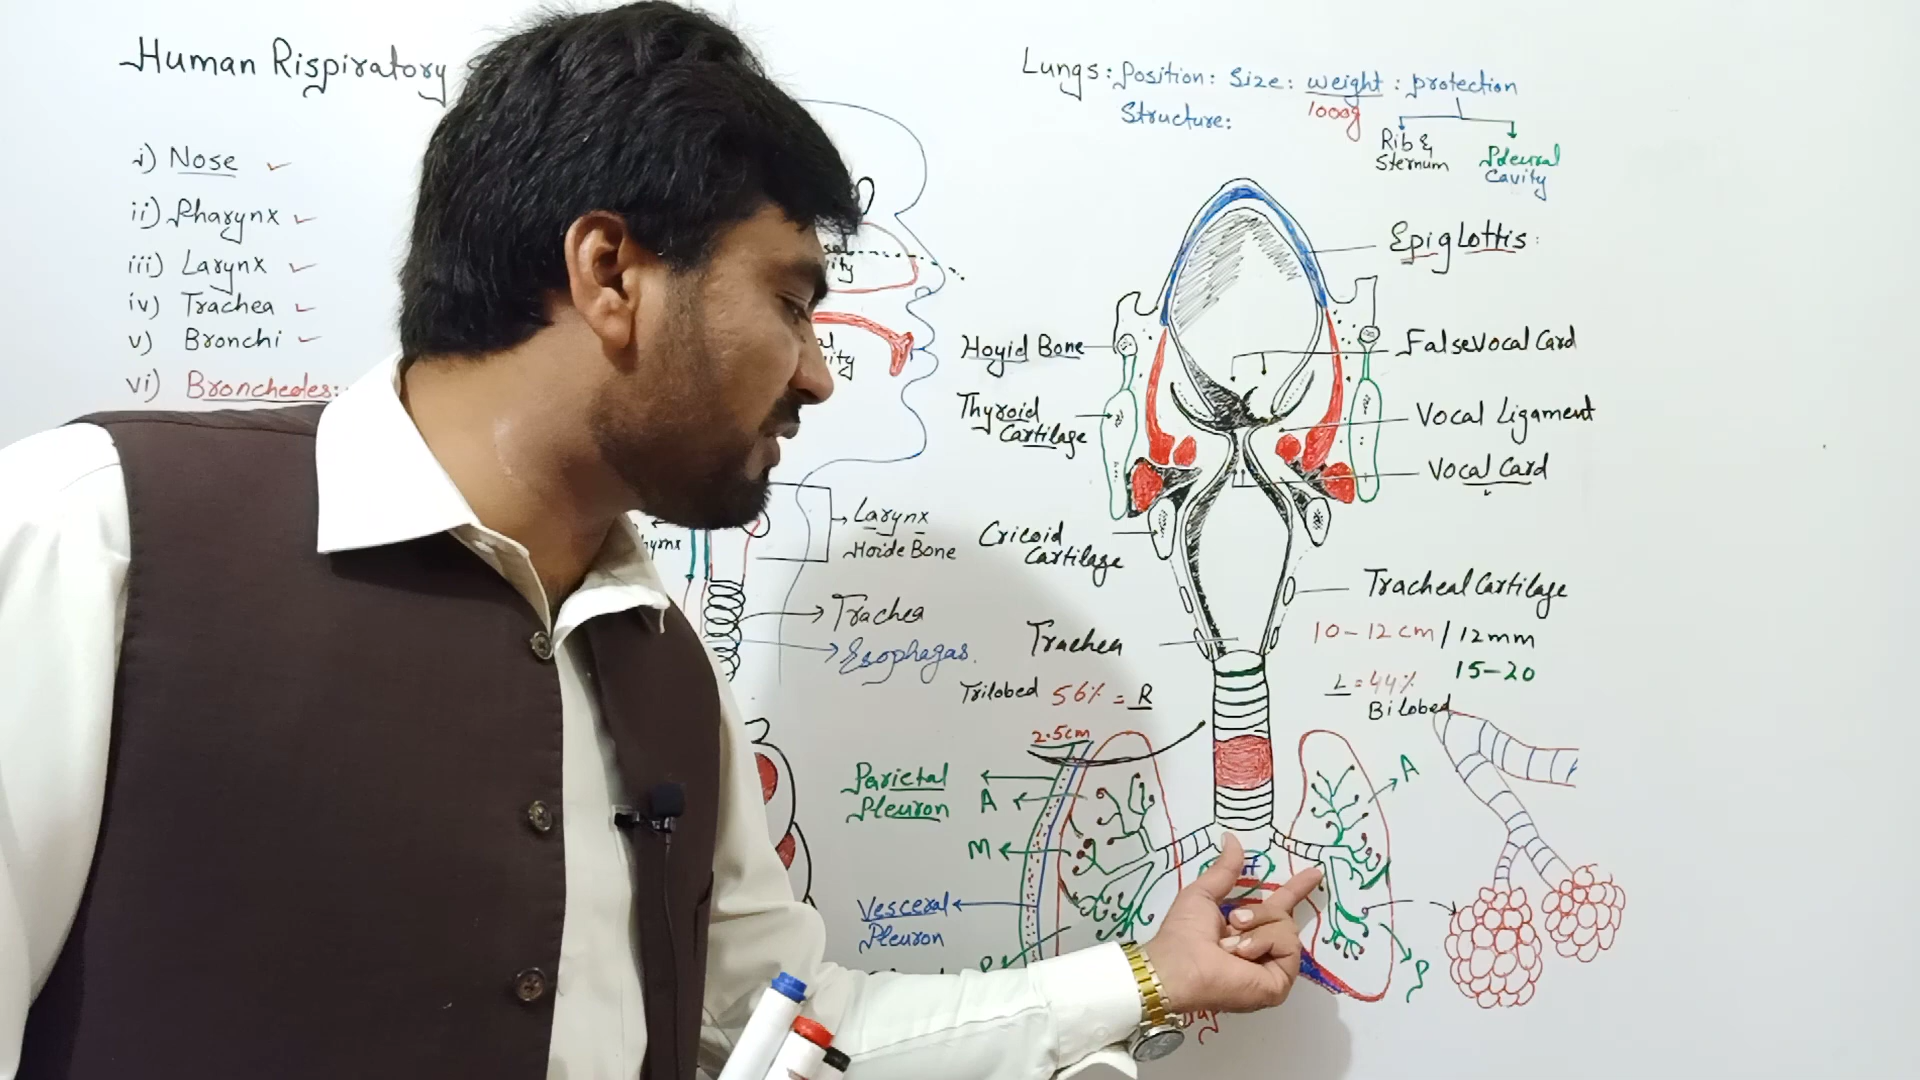 Human Rispiratory
i) Nose
ii) Pharynx
iii) Larynx
iv) Trachea
v) Bronchi
vi) Broncheoles:
Larynx
Hoide Bone
Trachea
Esophagas.
Lungs: Position: Size: weight: protection
Structure:
1000g
Rib &
Sternum
Pleural
Cavity
Epiglottis:
Hoyid Bone
False Vocal Card
Thyroid
Cartilage
Vocal Ligament
Vocal Card
Cricoid
Cartilage
Tracheal Cartilage
Trachea
10-12cm/12mm
15-20
Trilobed 56% = R
L = 44%
Bilobed
2.5cm
Parietal
Pleuron
A
M
Vesceral
Pleuron
P
A
P